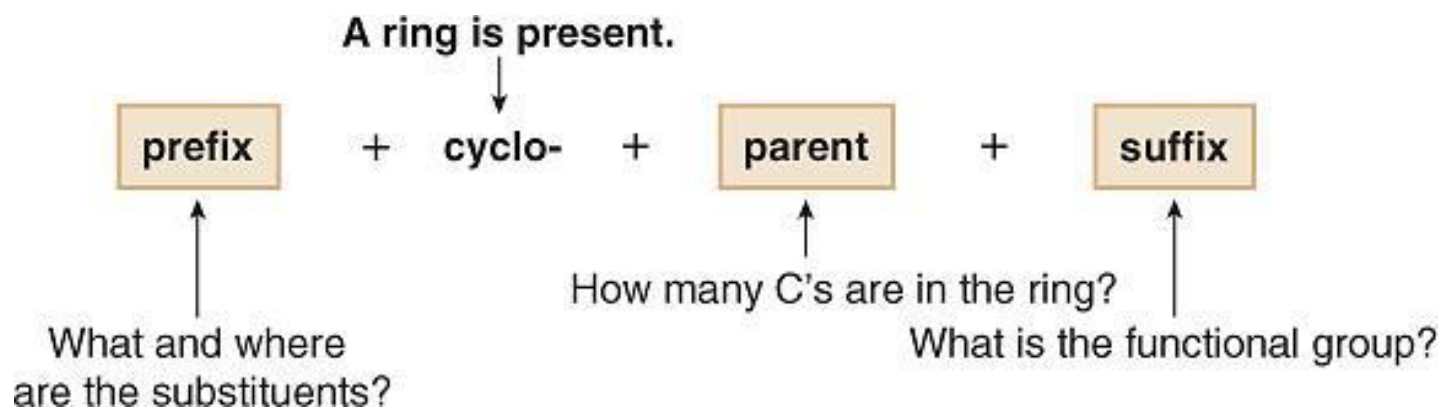 A ring is present.
prefix + cyclo- + parent + suffix
How many C's are in the ring?
What and where
are the substituents?
What is the functional group?